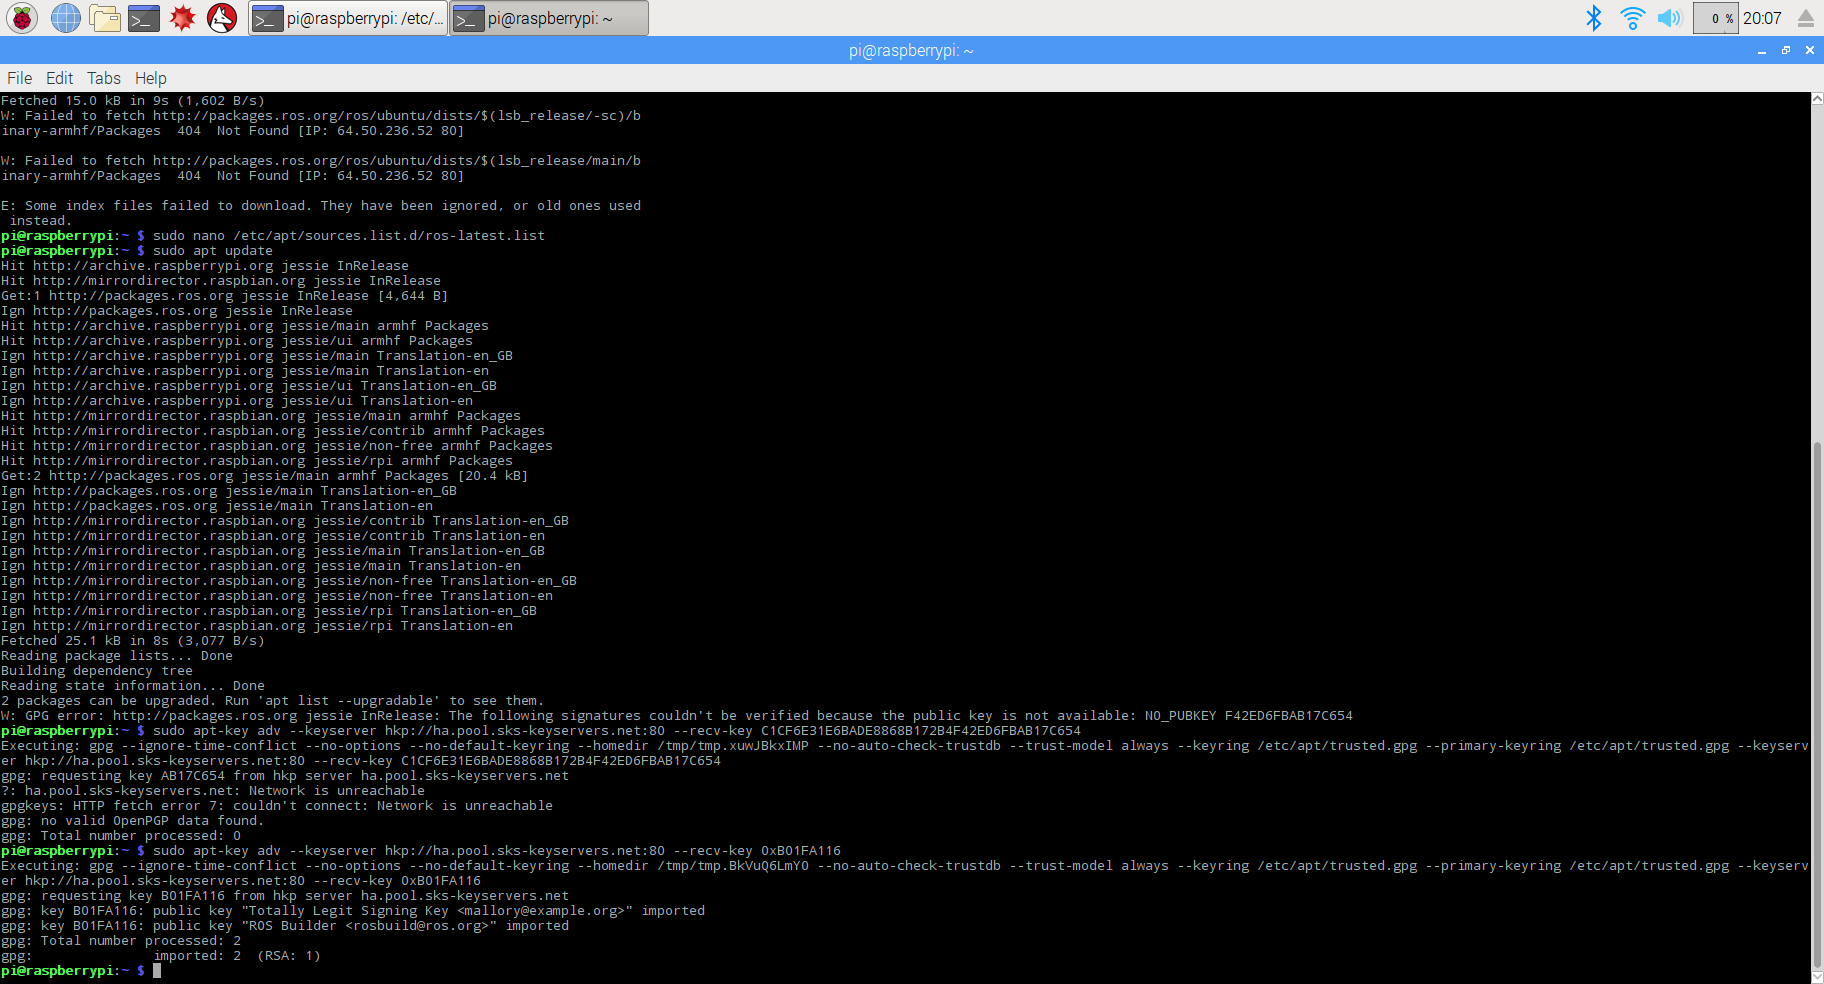 pi@raspberrypi: /etc/...
pi@raspberrypi: ~
0 %
20:07
pi@raspberrypi: ~
File Edit Tabs Help
Fetched 15.0 kB in 9s (1,602 B/s)
W: Failed to fetch http://packages.ros.org/ros/ubuntu/dists/$(lsb_release/-sc)/b
inary-armhf/Packages  404  Not Found [IP: 64.50.236.52 80]

W: Failed to fetch http://packages.ros.org/ros/ubuntu/dists/$(lsb_release/main/b
inary-armhf/Packages  404  Not Found [IP: 64.50.236.52 80]

E: Some index files failed to download. They have been ignored, or old ones used
 instead.
pi@raspberrypi:~ $ sudo nano /etc/apt/sources.list.d/ros-latest.list
pi@raspberrypi:~ $ sudo apt update
Hit http://archive.raspberrypi.org jessie InRelease
Hit http://mirrordirector.raspbian.org jessie InRelease
Get:1 http://packages.ros.org jessie InRelease [4,644 B]
Ign http://packages.ros.org jessie InRelease
Hit http://archive.raspberrypi.org jessie/main armhf Packages
Hit http://archive.raspberrypi.org jessie/ui armhf Packages
Ign http://archive.raspberrypi.org jessie/main Translation-en_GB
Ign http://archive.raspberrypi.org jessie/main Translation-en
Ign http://archive.raspberrypi.org jessie/ui Translation-en_GB
Ign http://archive.raspberrypi.org jessie/ui Translation-en
Hit http://mirrordirector.raspbian.org jessie/main armhf Packages
Hit http://mirrordirector.raspbian.org jessie/contrib armhf Packages
Hit http://mirrordirector.raspbian.org jessie/non-free armhf Packages
Hit http://mirrordirector.raspbian.org jessie/rpi armhf Packages
Get:2 http://packages.ros.org jessie/main armhf Packages [20.4 kB]
Ign http://packages.ros.org jessie/main Translation-en_GB
Ign http://packages.ros.org jessie/main Translation-en
Ign http://mirrordirector.raspbian.org jessie/contrib Translation-en_GB
Ign http://mirrordirector.raspbian.org jessie/contrib Translation-en
Ign http://mirrordirector.raspbian.org jessie/main Translation-en_GB
Ign http://mirrordirector.raspbian.org jessie/main Translation-en
Ign http://mirrordirector.raspbian.org jessie/non-free Translation-en_GB
Ign http://mirrordirector.raspbian.org jessie/non-free Translation-en
Ign http://mirrordirector.raspbian.org jessie/rpi Translation-en_GB
Ign http://mirrordirector.raspbian.org jessie/rpi Translation-en
Fetched 25.1 kB in 8s (3,077 B/s)
Reading package lists... Done
Building dependency tree
Reading state information... Done
2 packages can be upgraded. Run 'apt list --upgradable' to see them.
W: GPG error: http://packages.ros.org jessie InRelease: The following signatures couldn't be verified because the public key is not available: NO_PUBKEY F42ED6FBAB17C654
pi@raspberrypi:~ $ sudo apt-key adv --keyserver hkp://ha.pool.sks-keyservers.net:80 --recv-key C1CF6E31E6BADE8868B172B4F42ED6FBAB17C654
Executing: gpg --ignore-time-conflict --no-options --no-default-keyring --homedir /tmp/tmp.xuwJBkxIMP --no-auto-check-trustdb --trust-model always --keyring /etc/apt/trusted.gpg --primary-keyring /etc/apt/trusted.gpg --keyserv
er hkp://ha.pool.sks-keyservers.net:80 --recv-key C1CF6E31E6BADE8868B172B4F42ED6FBAB17C654
gpg: requesting key AB17C654 from hkp server ha.pool.sks-keyservers.net
?: ha.pool.sks-keyservers.net: Network is unreachable
gpgkeys: HTTP fetch error 7: couldn't connect: Network is unreachable
gpg: no valid OpenPGP data found.
gpg: Total number processed: 0
pi@raspberrypi:~ $ sudo apt-key adv --keyserver hkp://ha.pool.sks-keyservers.net:80 --recv-key 0xB01FA116
Executing: gpg --ignore-time-conflict --no-options --no-default-keyring --homedir /tmp/tmp.BkVuQ6LmYO --no-auto-check-trustdb --trust-model always --keyring /etc/apt/trusted.gpg --primary-keyring /etc/apt/trusted.gpg --keyserv
er hkp://ha.pool.sks-keyservers.net:80 --recv-key 0xB01FA116
gpg: requesting key B01FA116 from hkp server ha.pool.sks-keyservers.net
gpg: key B01FA116: public key "Totally Legit Signing Key <mallory@example.org>" imported
gpg: key B01FA116: public key "ROS Builder <rosbuild@ros.org>" imported
gpg: Total number processed: 2
gpg:               imported: 2  (RSA: 1)
pi@raspberrypi:~ $